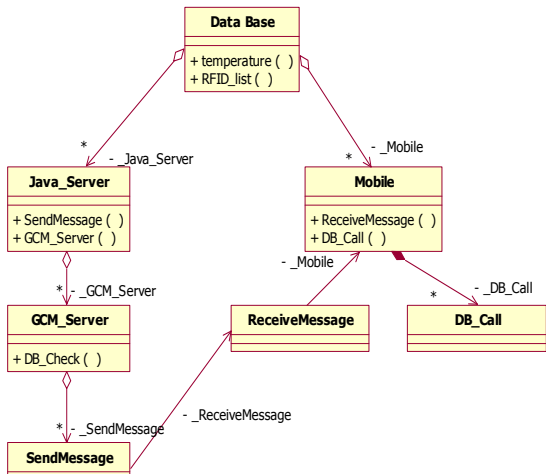 Data Base
+ temperature ( )
+ RFID_list ( )
* - _Java_Server
* - _Mobile
Java_Server
+ SendMessage ( )
+ GCM_Server ( )
Mobile
+ ReceiveMessage ( )
+ DB_Call ( )
* - _GCM_Server
- _Mobile
* - _DB_Call
GCM_Server
+ DB_Check ( )
ReceiveMessage
DB_Call
* - _SendMessage
- _ReceiveMessage
SendMessage